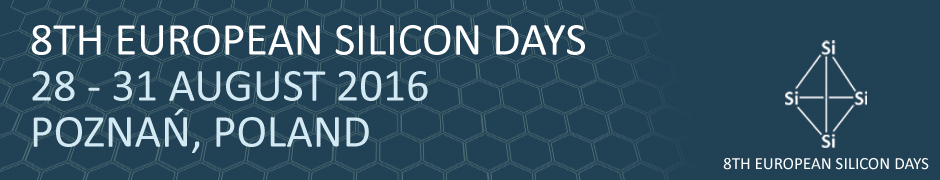 8TH EUROPEAN SILICON DAYS
28 - 31 AUGUST 2016
POZNAŃ, POLAND
Si
Si Si
Si
8TH EUROPEAN SILICON DAYS